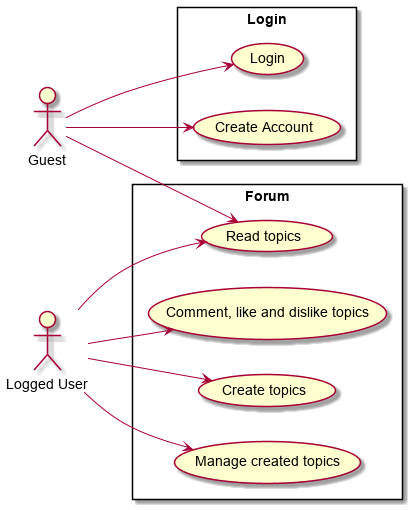 Login
Login
Guest
Create Account
Forum
Read topics
Comment, like and dislike topics
Logged User
Create topics
Manage created topics